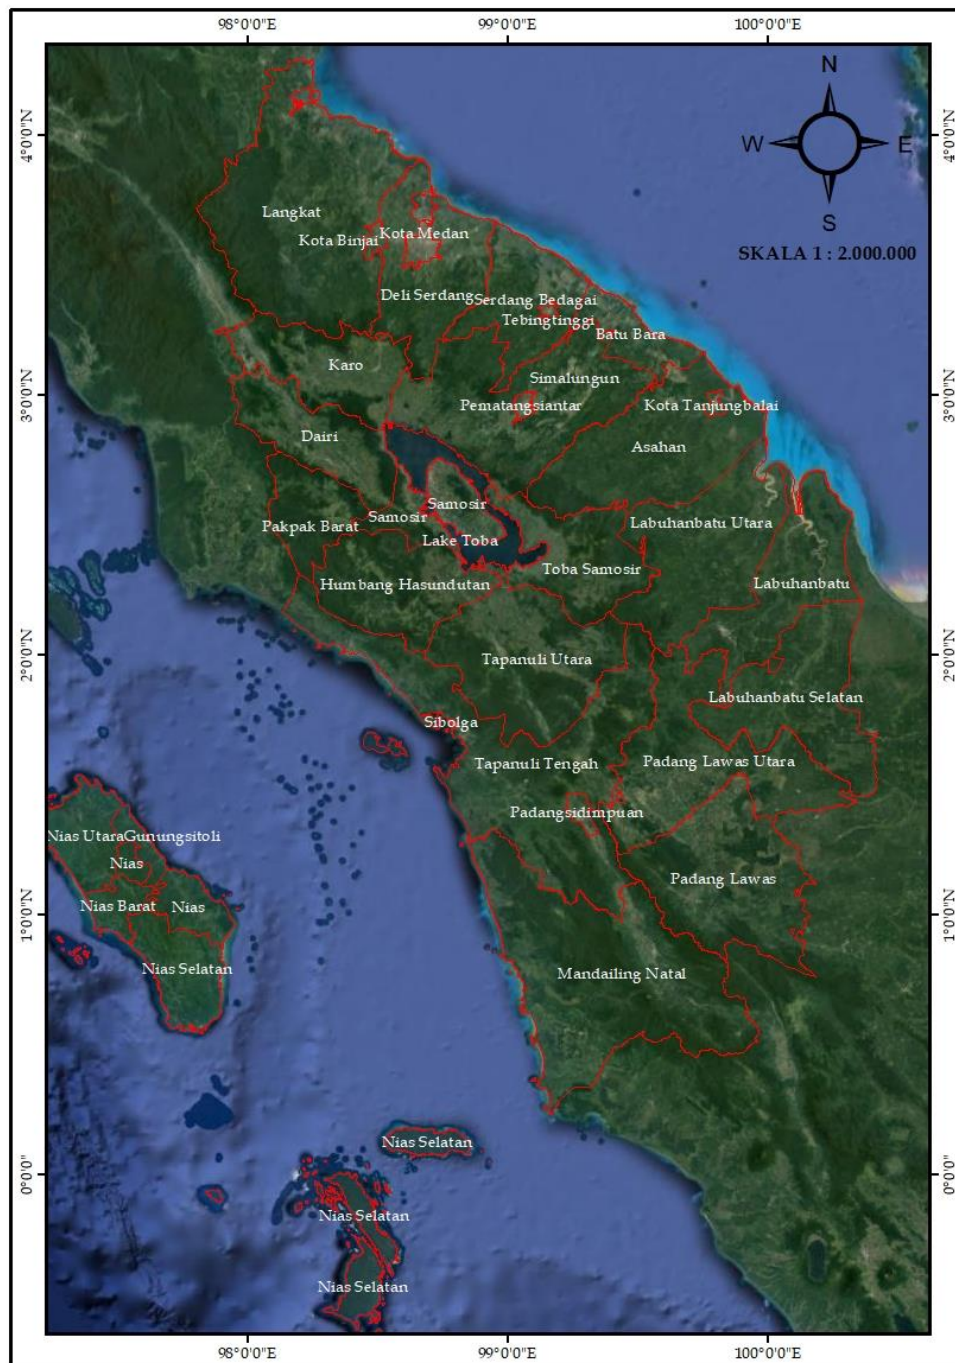 98°0'0"E 99°0'0"E 100°0'0"E
N
4°0'0"N 4°0'0"N
W E
S
Langkat
Kota Binjai Kota Medan
SKALA 1 : 2.000.000
Deli Serdang Serdang Bedagai
Tebingtinggi
Batu Bara
Karo
Simalungun
3°0'0"N 3°0'0"N
Pematangsiantar Kota Tanjungbalai
Dairi
Asahan
Samosir
Samosir
Pakpak Barat Labuhanbatu Utara
Lake Toba
Toba Samosir
Humbang Hasundutan Labuhanbatu
2°0'0"N 2°0'0"N
Tapanuli Utara
Labuhanbatu Selatan
Sibolga
Tapanuli Tengah Padang Lawas Utara
Padangsidimpuan
Nias Utara Gunungsitoli
Nias
Padang Lawas
Nias Barat Nias
1°0'0"N 1°0'0"N
Nias Selatan
Mandailing Natal
Nias Selatan
0°0'0" 0°0'0"
Nias Selatan
Nias Selatan
98°0'0"E 99°0'0"E 100°0'0"E